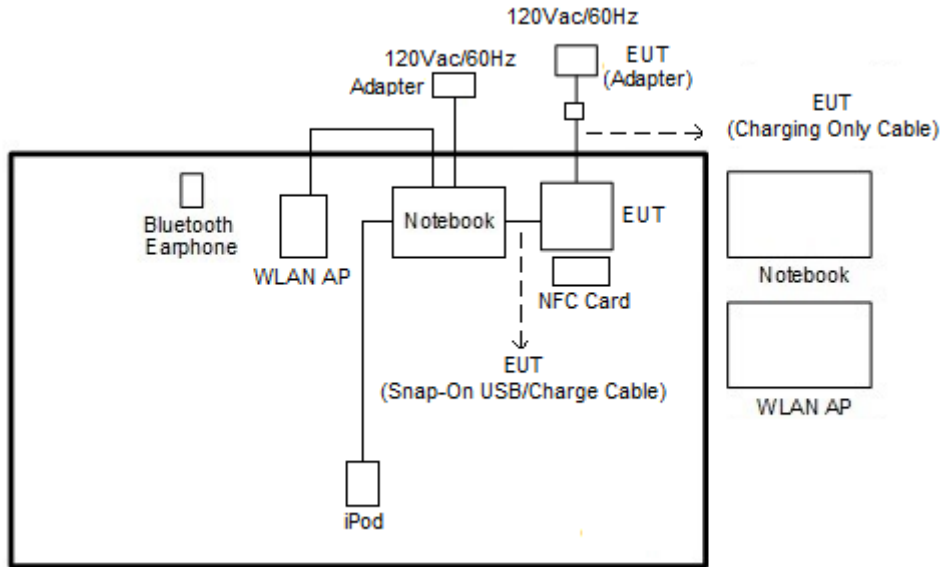 120Vac/60Hz
120Vac/60Hz
EUT
(Adapter)
Adapter
EUT
(Charging Only Cable)
Bluetooth
Earphone
WLAN AP
Notebook
EUT
NFC Card
Notebook
EUT
(Snap-On USB/Charge Cable)
WLAN AP
iPod